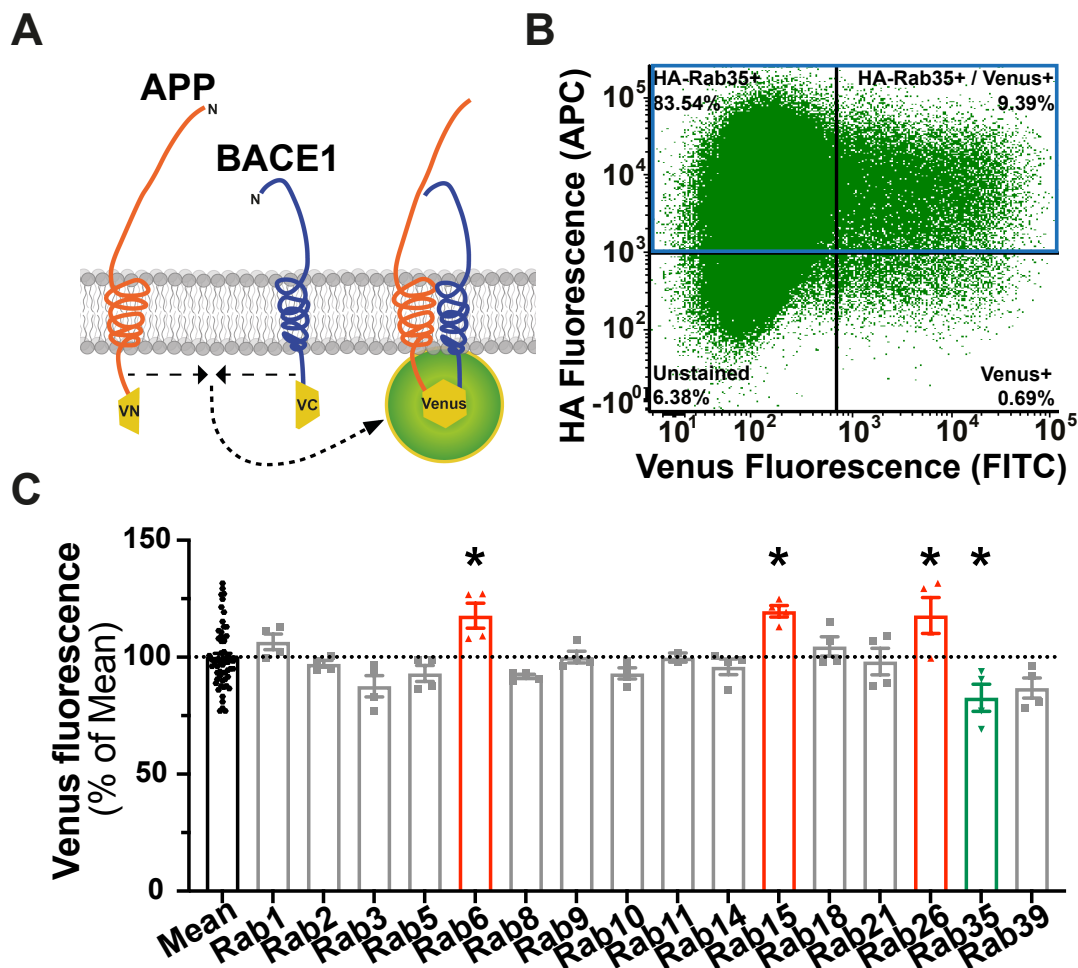 A
APP
N
BACE1
N
VN
VC
Venus
B
HA Fluorescence (APC)
10^5
10^4
10^3
10^2
-10^0
HA-Rab35+
83.54%
HA-Rab35+ / Venus+
9.39%
Unstained
6.38%
Venus+
0.69%
10^1
10^2
10^3
10^4
10^5
Venus Fluorescence (FITC)
C
Venus fluorescence
(% of Mean)
150
100
50
0
*
*
*
*
Mean
Rab1
Rab2
Rab3
Rab5
Rab6
Rab8
Rab9
Rab10
Rab11
Rab14
Rab15
Rab18
Rab21
Rab26
Rab35
Rab39